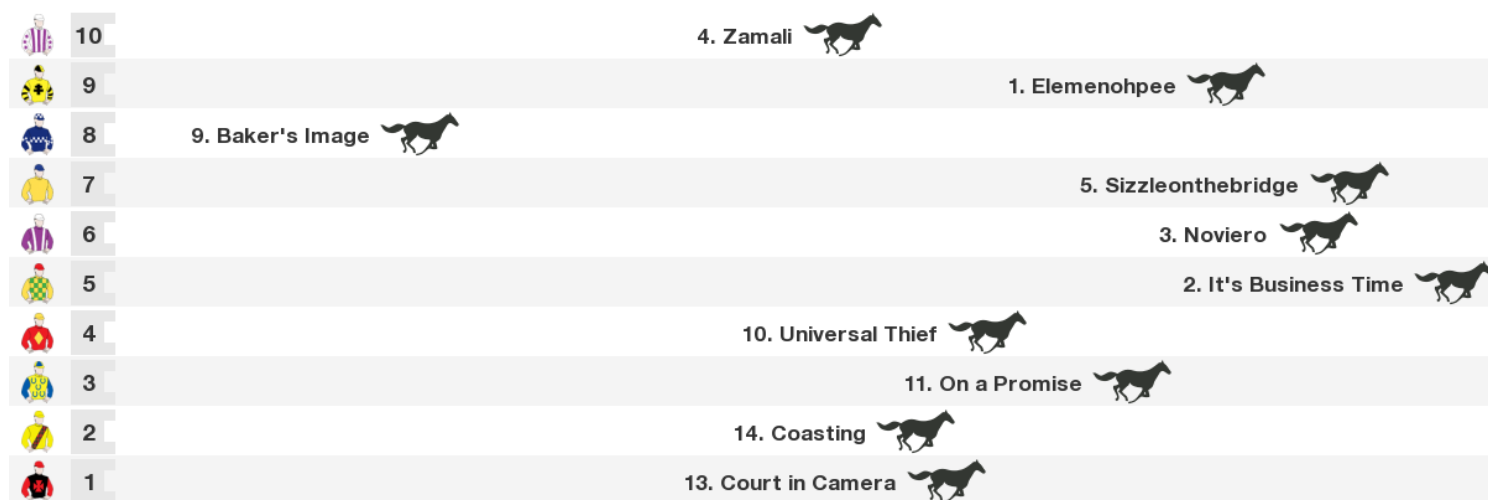 10 4. Zamali
9 1. Elemenohpee
8 9. Baker's Image
7 5. Sizzleonthebridge
6 3. Noviero
5 2. It's Business Time
4 10. Universal Thief
3 11. On a Promise
2 14. Coasting
1 13. Court in Camera